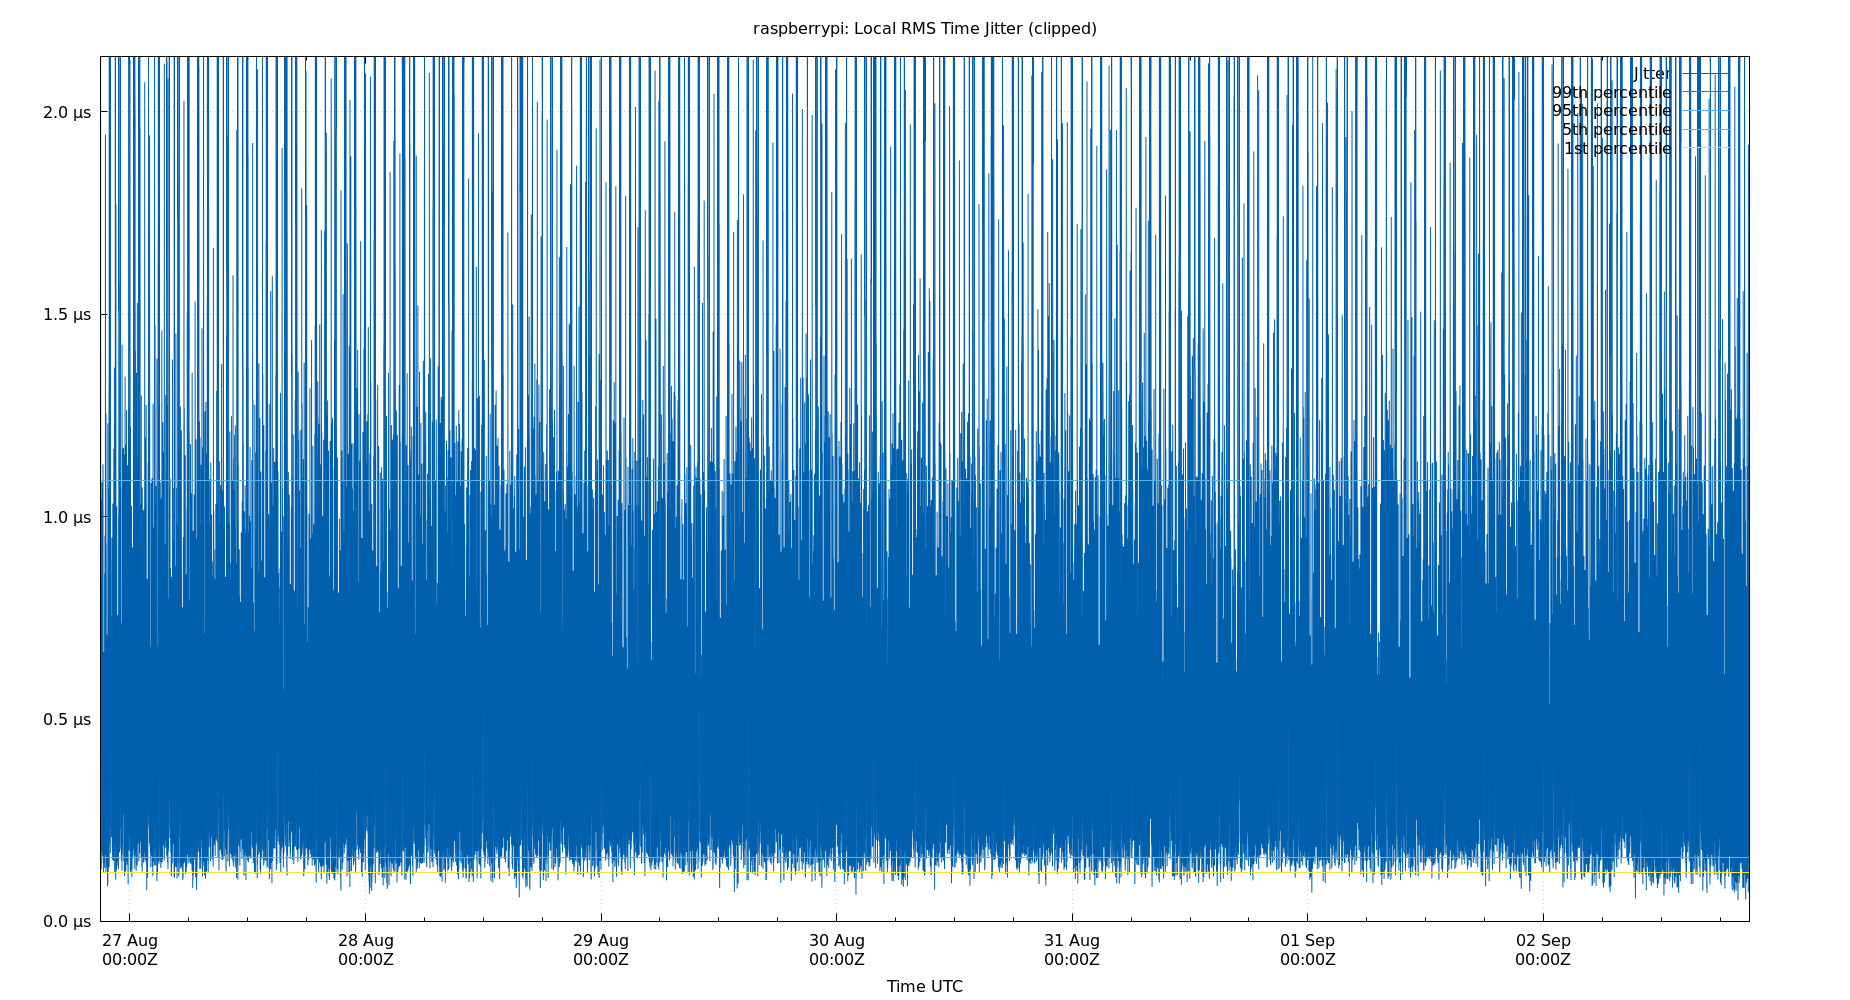 raspberrypi: Local RMS Time Jitter (clipped)
Jitter
99th percentile
95th percentile
5th percentile
1st percentile
2.0 µs
1.5 µs
1.0 µs
0.5 µs
0.0 µs
27 Aug
00:00Z
28 Aug
00:00Z
29 Aug
00:00Z
30 Aug
00:00Z
31 Aug
00:00Z
01 Sep
00:00Z
02 Sep
00:00Z
Time UTC